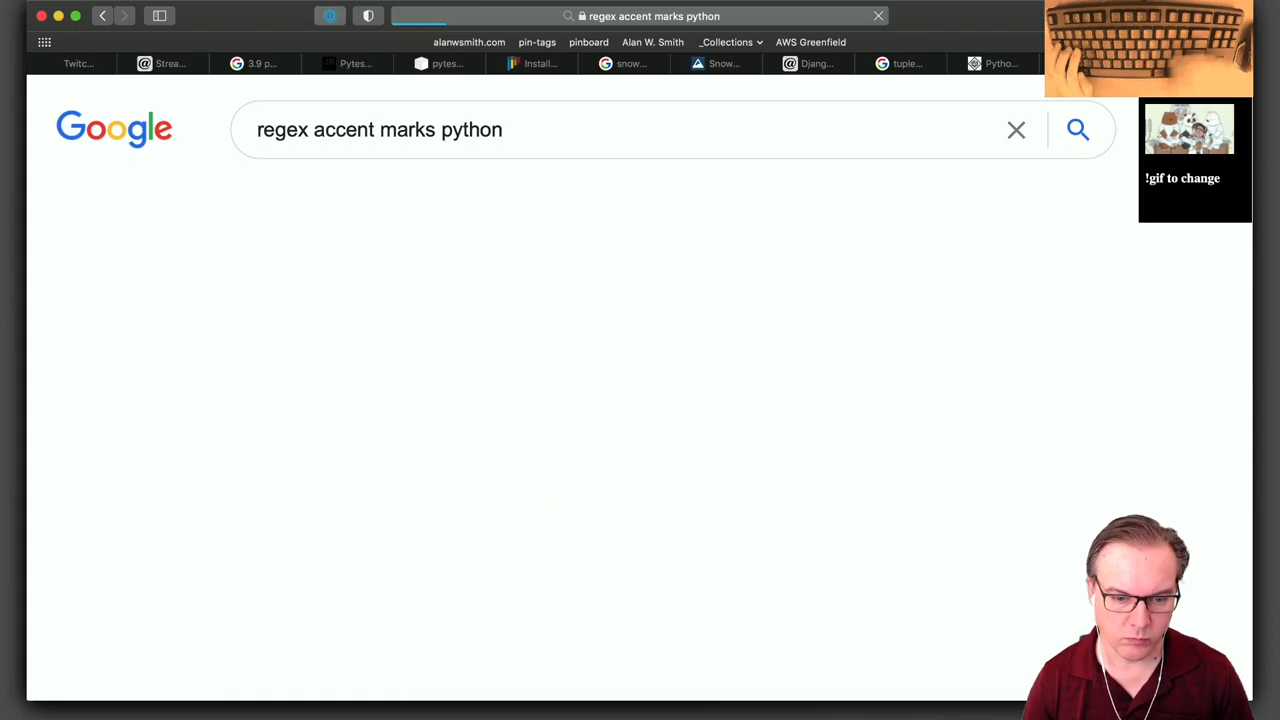 regex accent marks python
alanwsmith.com pin-tags pinboard Alan W. Smith _Collections AWS Greenfield
Twitc... Strea... 3.9 p... Pytes... pytes... Install... snow... Snow... Djang... tuple... Pytho...
Google regex accent marks python
!gif to change